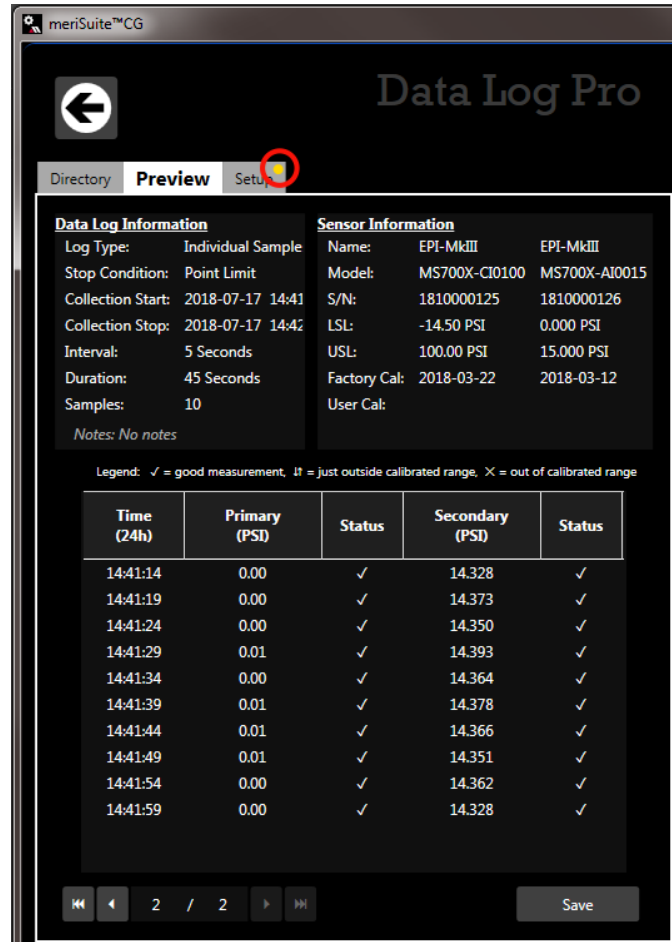 meriSuite™CG
Data Log Pro
Directory Preview Setup
Data Log Information Sensor Information
Log Type: Individual Sample Name: EPI-MkIII EPI-MkIII
Stop Condition: Point Limit Model: MS700X-CI0100 MS700X-AI0015
Collection Start: 2018-07-17 14:41 S/N: 1810000125 1810000126
Collection Stop: 2018-07-17 14:42 LSL: -14.50 PSI 0.000 PSI
Interval: 5 Seconds USL: 100.00 PSI 15.000 PSI
Duration: 45 Seconds Factory Cal: 2018-03-22 2018-03-12
Samples: 10 User Cal:
Notes: No notes
Legend: ✓ = good measurement, ↓↑ = just outside calibrated range, ✕ = out of calibrated range
Time (24h) Primary (PSI) Status Secondary (PSI) Status
14:41:14 0.00 ✓ 14.328 ✓
14:41:19 0.00 ✓ 14.373 ✓
14:41:24 0.00 ✓ 14.350 ✓
14:41:29 0.01 ✓ 14.393 ✓
14:41:34 0.00 ✓ 14.364 ✓
14:41:39 0.01 ✓ 14.378 ✓
14:41:44 0.01 ✓ 14.366 ✓
14:41:49 0.01 ✓ 14.351 ✓
14:41:54 0.00 ✓ 14.362 ✓
14:41:59 0.00 ✓ 14.328 ✓
2 / 2 Save